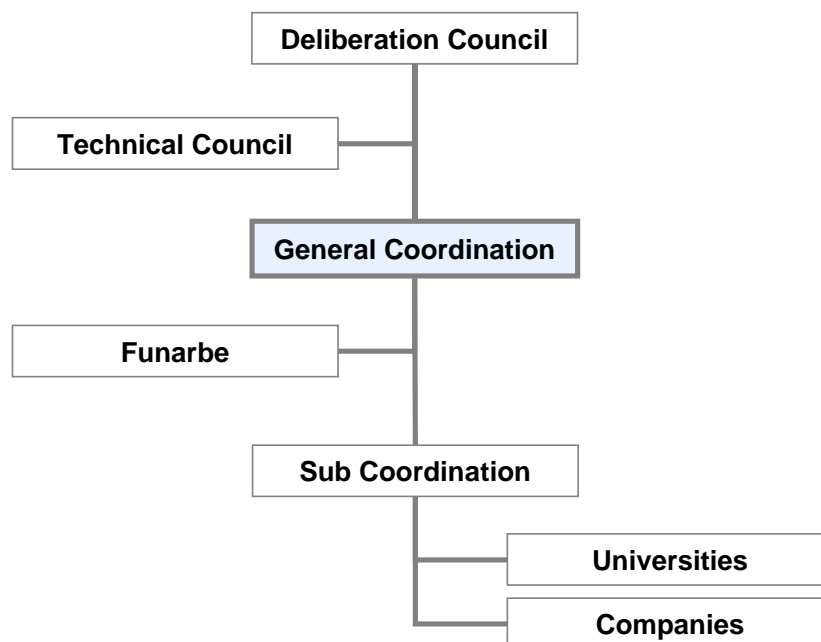 Deliberation Council
Technical Council
General Coordination
Funarbe
Sub Coordination
Universities
Companies